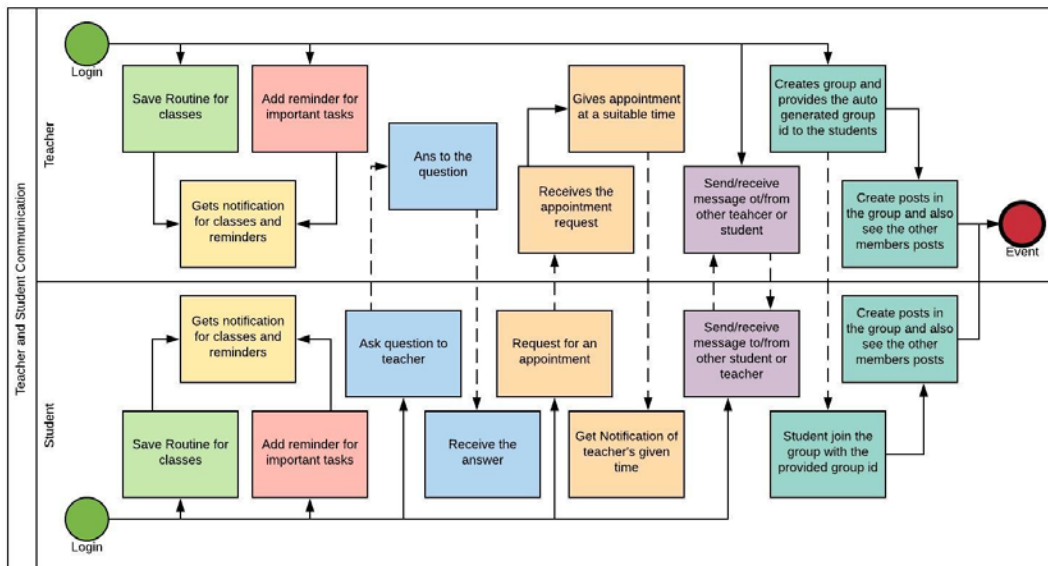 Teacher and Student Communication
Teacher
Login
Save Routine for
classes
Add reminder for
important tasks
Gets notification
for classes and
reminders
Ans to the
question
Gives appointment
at a suitable time
Receives the
appointment
request
Send/receive
message ot/from
other teahcer or
student
Creates group and
provides the auto
generated group
id to the students
Create posts in
the group and also
see the other
members posts
Event
Student
Gets notification
for classes and
reminders
Ask question to
teacher
Request for an
appointment
Send/receive
message to/from
other student or
teacher
Create posts in
the group and also
see the other
members posts
Save Routine for
classes
Add reminder for
important tasks
Receive the
answer
Get Notification of
teacher's given
time
Student join the
group with the
provided group id
Login